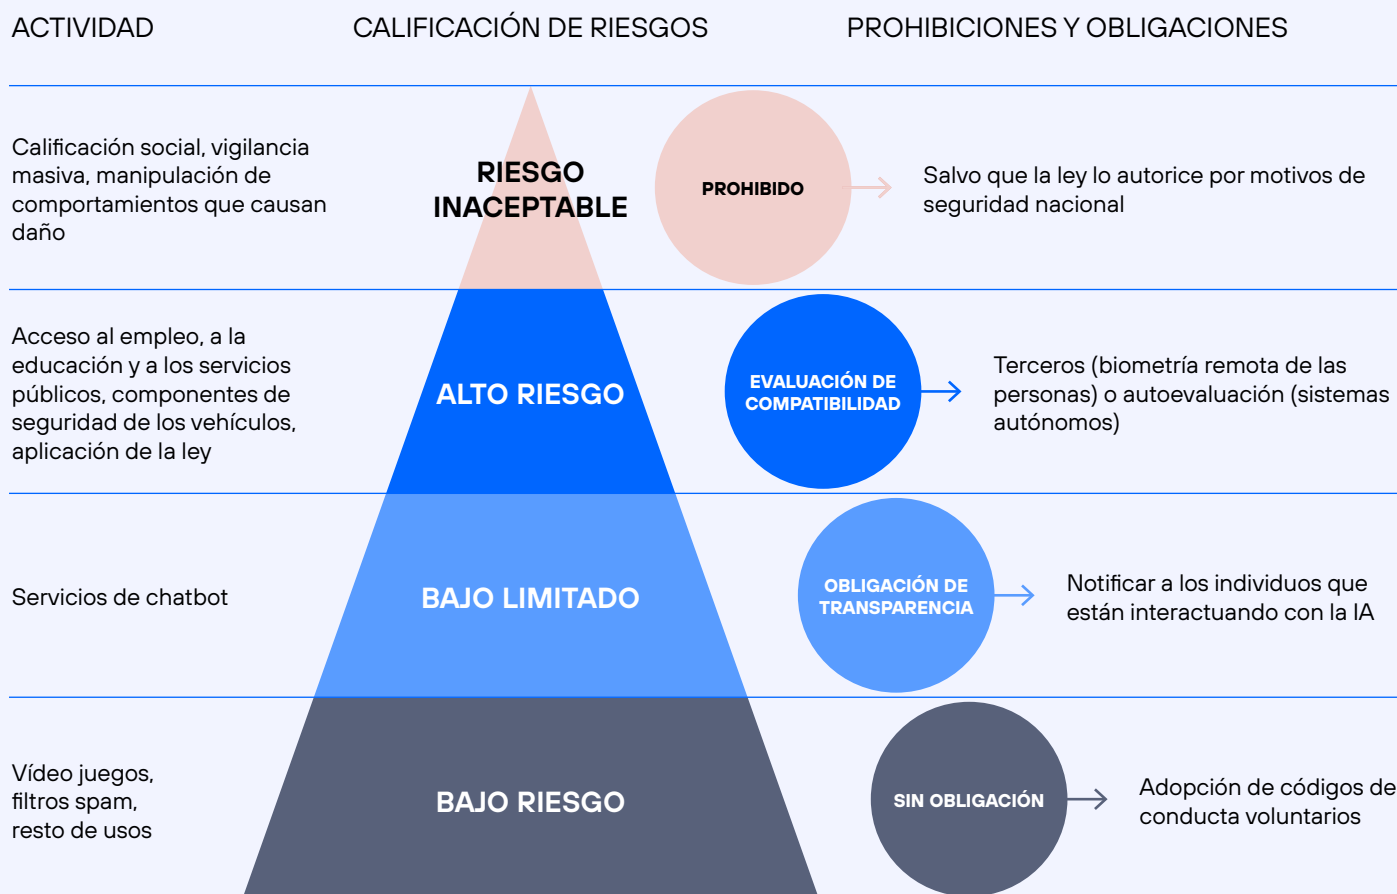 ACTIVIDAD
CALIFICACIÓN DE RIESGOS
PROHIBICIONES Y OBLIGACIONES
Calificación social, vigilancia
masiva, manipulación de
comportamientos que causan
daño
RIESGO
INACEPTABLE
PROHIBIDO
Salvo que la ley lo autorice por motivos de
seguridad nacional
Acceso al empleo, a la
educación y a los servicios
públicos, componentes de
seguridad de los vehículos,
aplicación de la ley
ALTO RIESGO
EVALUACIÓN DE
COMPATIBILIDAD
Terceros (biometría remota de las
personas) o autoevaluación (sistemas
autónomos)
Servicios de chatbot
BAJO LIMITADO
OBLIGACIÓN DE
TRANSPARENCIA
Notificar a los individuos que
están interactuando con la IA
Vídeo juegos,
filtros spam,
resto de usos
BAJO RIESGO
SIN OBLIGACIÓN
Adopción de códigos de
conducta voluntarios